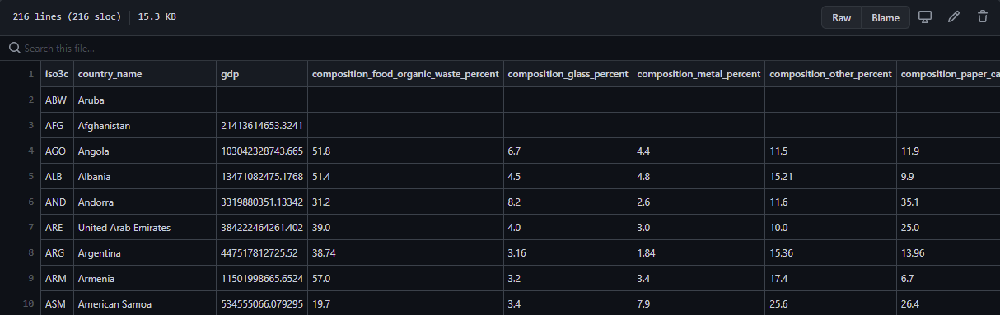 216 lines (216 sloc) 15.3 KB Raw Blame
Search this file...
1 iso3c country_name gdp composition_food_organic_waste_percent composition_glass_percent composition_metal_percent composition_other_percent composition_paper_ca
2 ABW Aruba
3 AFG Afghanistan 21413614653.3241
4 AGO Angola 103042328743.665 51.8 6.7 4.4 11.5 11.9
5 ALB Albania 13471082475.1768 51.4 4.5 4.8 15.21 9.9
6 AND Andorra 3319880351.13342 31.2 8.2 2.6 11.6 35.1
7 ARE United Arab Emirates 384222464261.402 39.0 4.0 3.0 10.0 25.0
8 ARG Argentina 447517812725.52 38.74 3.16 1.84 15.36 13.96
9 ARM Armenia 11501998665.6524 57.0 3.2 3.4 17.4 6.7
10 ASM American Samoa 534555066.079295 19.7 3.4 7.9 25.6 26.4